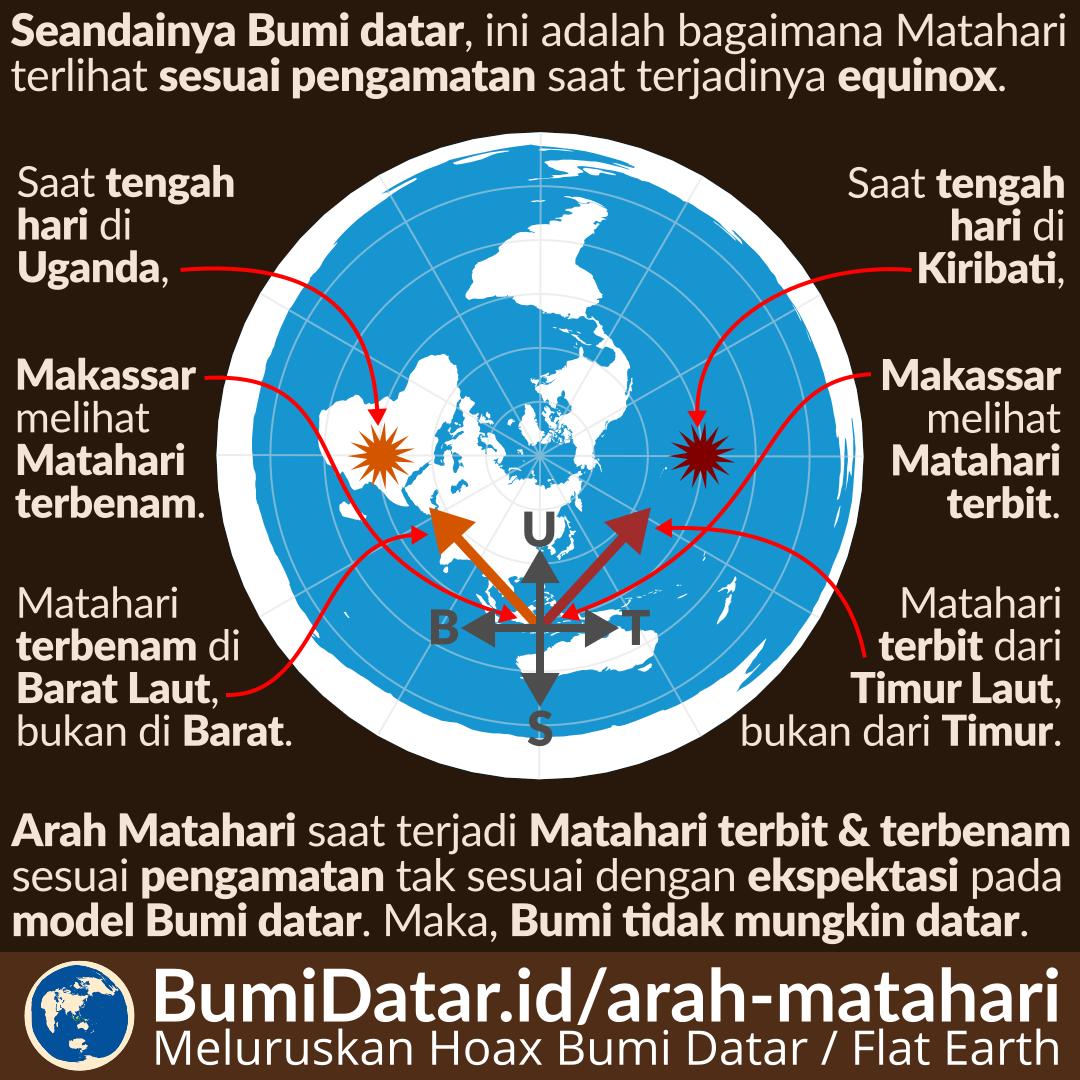 Seandainya Bumi datar, ini adalah bagaimana Matahari
terlihat sesuai pengamatan saat terjadinya equinox.
Saat tengah
hari di
Uganda,
Saat tengah
hari di
Kiribati,
Makassar
melihat
Matahari
terbenam.
Makassar
melihat
Matahari
terbit.
U
B
T
S
Matahari
terbenam di
Barat Laut,
bukan di Barat.
Matahari
terbit dari
Timur Laut,
bukan dari Timur.
Arah Matahari saat terjadi Matahari terbit & terbenam
sesuai pengamatan tak sesuai dengan ekspektasi pada
model Bumi datar. Maka, Bumi tidak mungkin datar.
BumiDatar.id/arah-matahari
Meluruskan Hoax Bumi Datar / Flat Earth